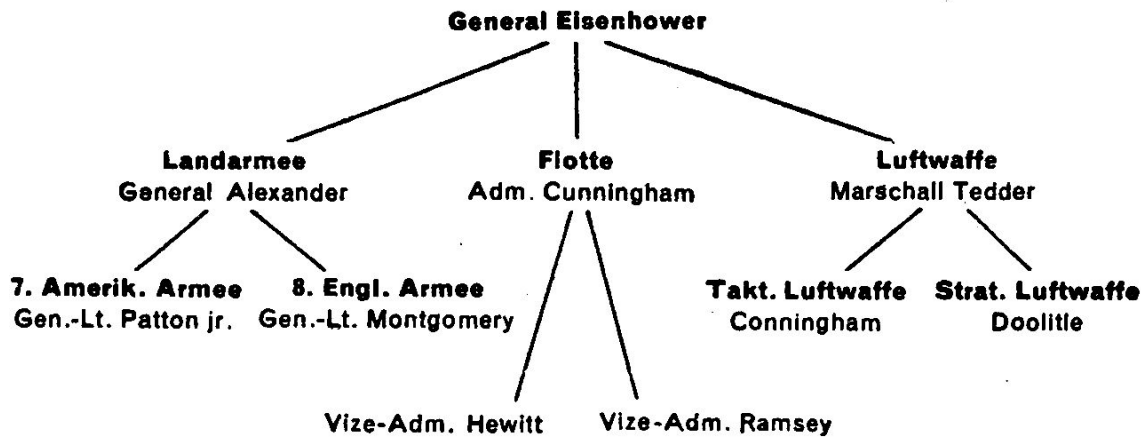 General Eisenhower
Landarmee
General Alexander
Flotte
Adm. Cunningham
Luftwaffe
Marschall Tedder
7. Amerik. Armee
Gen.-Lt. Patton jr.
8. Engl. Armee
Gen.-Lt. Montgomery
Takt. Luftwaffe
Conningham
Strat. Luftwaffe
Doolitle
Vize-Adm. Hewitt
Vize-Adm. Ramsey